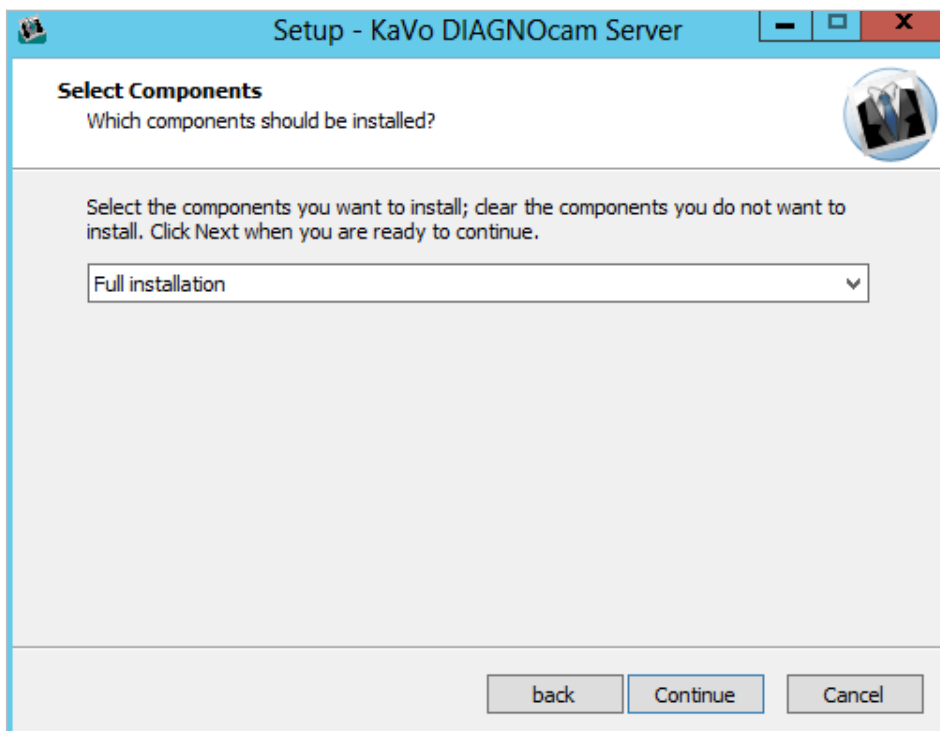 Setup - KaVo DIAGNOcam Server
Select Components
Which components should be installed?
Select the components you want to install; clear the components you do not want to
install. Click Next when you are ready to continue.
Full installation
back
Continue
Cancel